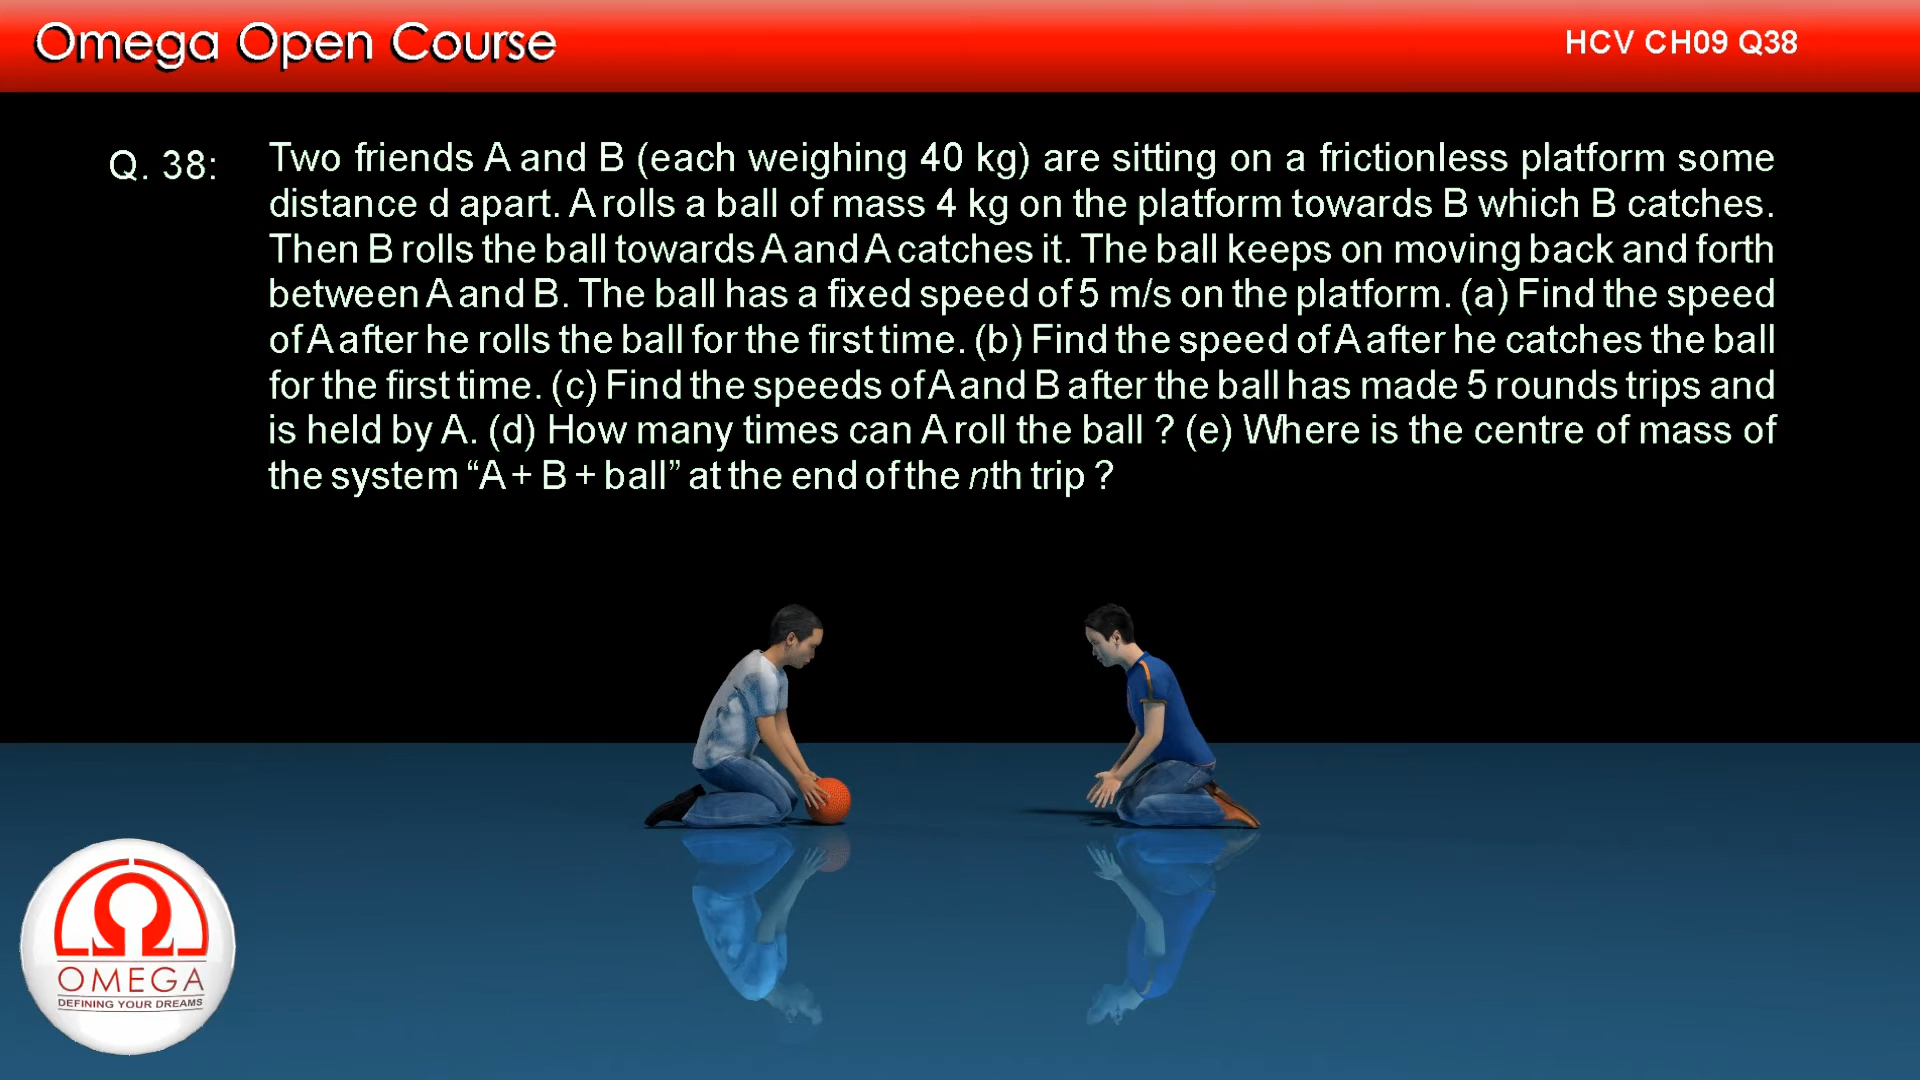 Omega Open Course
HCV CH09 Q38
Q. 38:
Two friends A and B (each weighing 40 kg) are sitting on a frictionless platform some
distance d apart. A rolls a ball of mass 4 kg on the platform towards B which B catches.
Then B rolls the ball towards A and A catches it. The ball keeps on moving back and forth
between A and B. The ball has a fixed speed of 5 m/s on the platform. (a) Find the speed
of A after he rolls the ball for the first time. (b) Find the speed of A after he catches the ball
for the first time. (c) Find the speeds of A and B after the ball has made 5 rounds trips and
is held by A. (d) How many times can A roll the ball ? (e) Where is the centre of mass of
the system “A + B + ball” at the end of the nth trip ?
OMEGA
DEFINING YOUR DREAMS